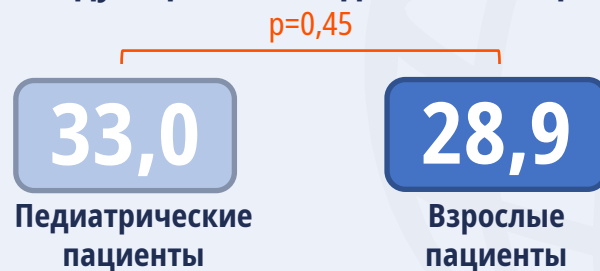 p=0,45
33,0
28,9
Педиатрические
пациенты
Взрослые
пациенты